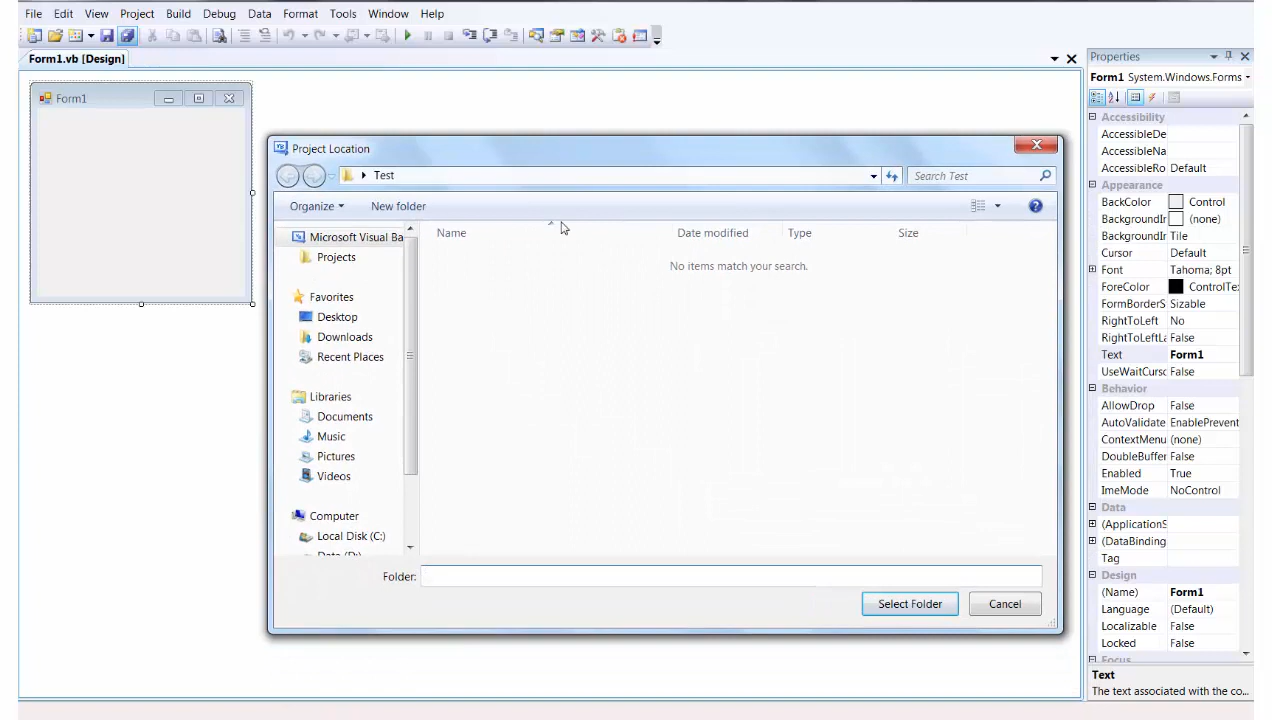 File Edit View Project Build Debug Data Format Tools Window Help
Form1.vb [Design]
Form1
Project Location
Test
Search Test
Organize New folder
Name Date modified Type Size
No items match your search.
Microsoft Visual Ba
Projects
Favorites
Desktop
Downloads
Recent Places
Libraries
Documents
Music
Pictures
Videos
Computer
Local Disk (C:)
Data (D:)
Folder:
Select Folder Cancel
Properties
Form1 System.Windows.Forms
Accessibility
AccessibleDe
AccessibleNa
AccessibleRo Default
Appearance
BackColor Control
BackgroundIr (none)
BackgroundIr Tile
Cursor Default
Font Tahoma; 8pt
ForeColor ControlTe
FormBorderS Sizable
RightToLeft No
RightToLeftLa False
Text Form1
UseWaitCurso False
Behavior
AllowDrop False
AutoValidate EnablePrevent
ContextMenu (none)
DoubleBuffer False
Enabled True
ImeMode NoControl
Data
(ApplicationS
(DataBinding
Tag
Design
(Name) Form1
Language (Default)
Localizable False
Locked False
Focus
Text
The text associated with the co...